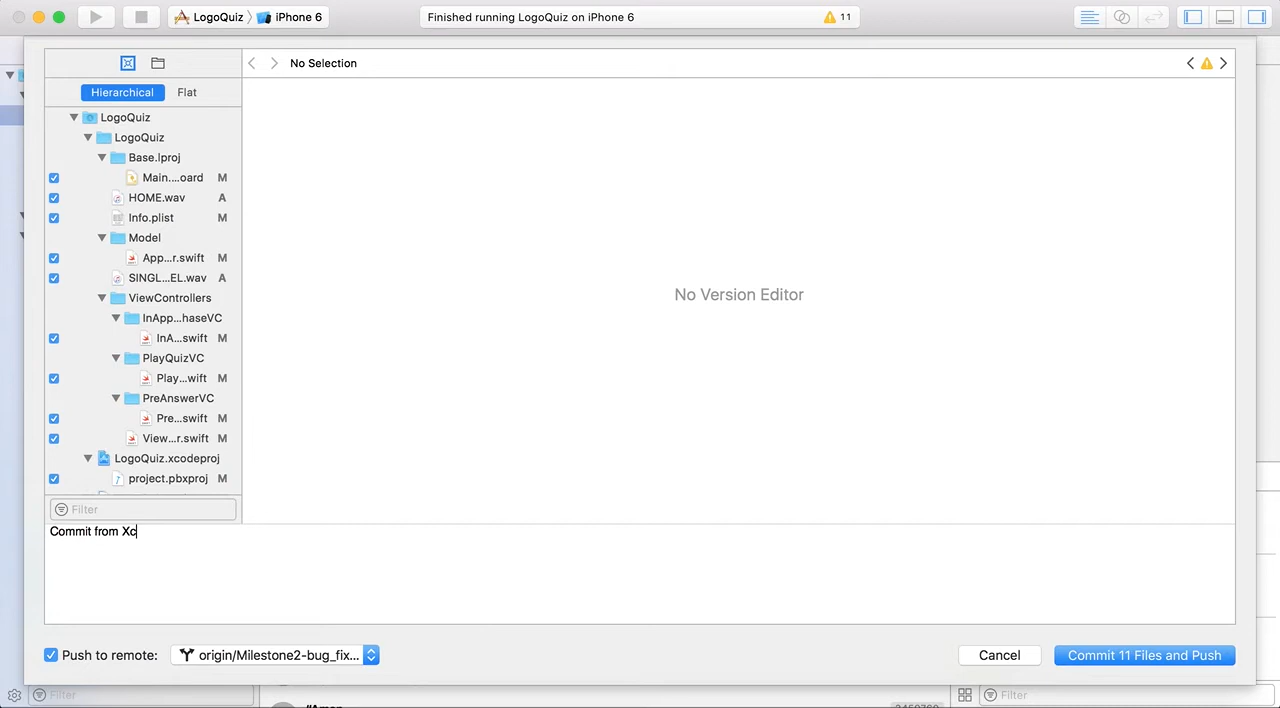 LogoQuiz
iPhone 6
Finished running LogoQuiz on iPhone 6
11
No Selection
Hierarchical
Flat
LogoQuiz
LogoQuiz
Base.lproj
Main....oard M
HOME.wav A
Info.plist M
Model
App...r.swift M
SINGL...EL.wav A
ViewControllers
InApp...haseVC
InA...swift M
PlayQuizVC
Play...wift M
PreAnswerVC
Pre...swift M
View...r.swift M
LogoQuiz.xcodeproj
project.pbxproj M
Filter
No Version Editor
Commit from Xc
Push to remote:
origin/Milestone2-bug_fix...
Cancel
Commit 11 Files and Push
Filter
Filter